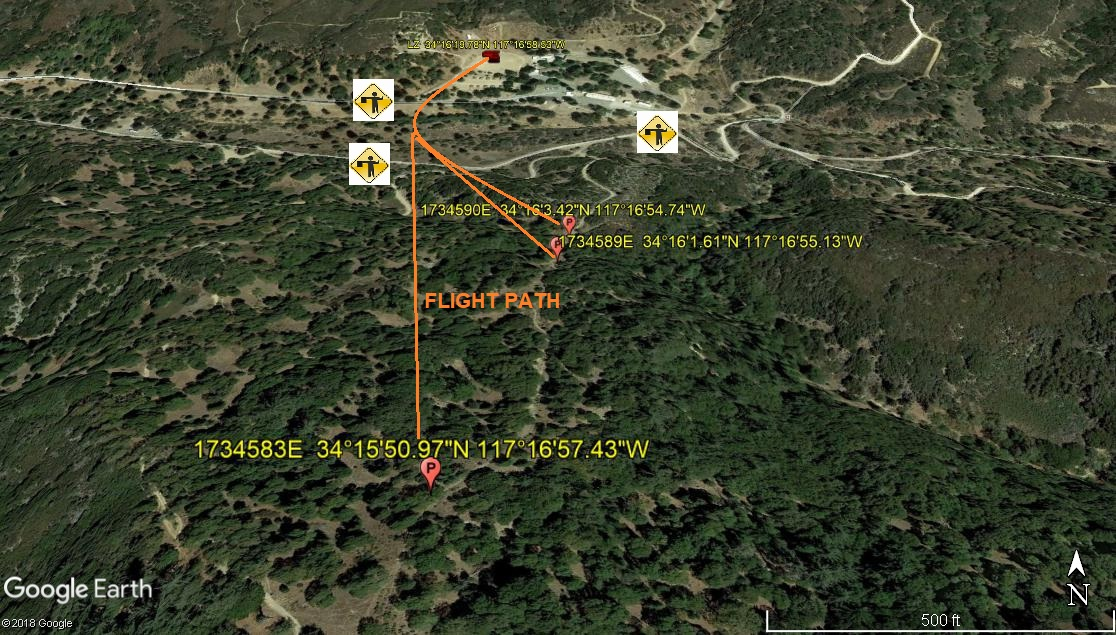 LZ 34°16'19.78"N 117°16'58.93"W
1734590E 34°16'3.42"N 117°16'54.74"W
1734589E 34°16'1.61"N 117°16'55.13"W
FLIGHT PATH
1734583E 34°15'50.97"N 117°16'57.43"W
P
P
P
Google Earth
©2018 Google
N
500 ft